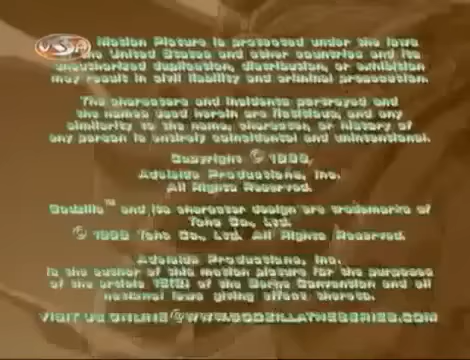 USA
Motion Picture is protected under the laws
the United States and other countries and its
unauthorized duplication, distribution, or exhibition
may result in civil liability and criminal prosecution.
The characters and incidents portrayed and
the names used herein are fictitious, and any
similarity to the name, character, or history of
any person is entirely coincidental and unintentional.
Copyright ©
Adelaide Productions, Inc.
All Rights Reserved.
Godzilla™ and its character design are trademarks of
Toho Co., Ltd.
© Toho Co., Ltd. All Rights Reserved.
Adelaide Productions, Inc.
is the author of this motion picture for the purposes
of the article of the Berne Convention and all
national laws giving effect thereto.
VISIT US ONLINE @ WWW.GODZILLATHESERIES.COM